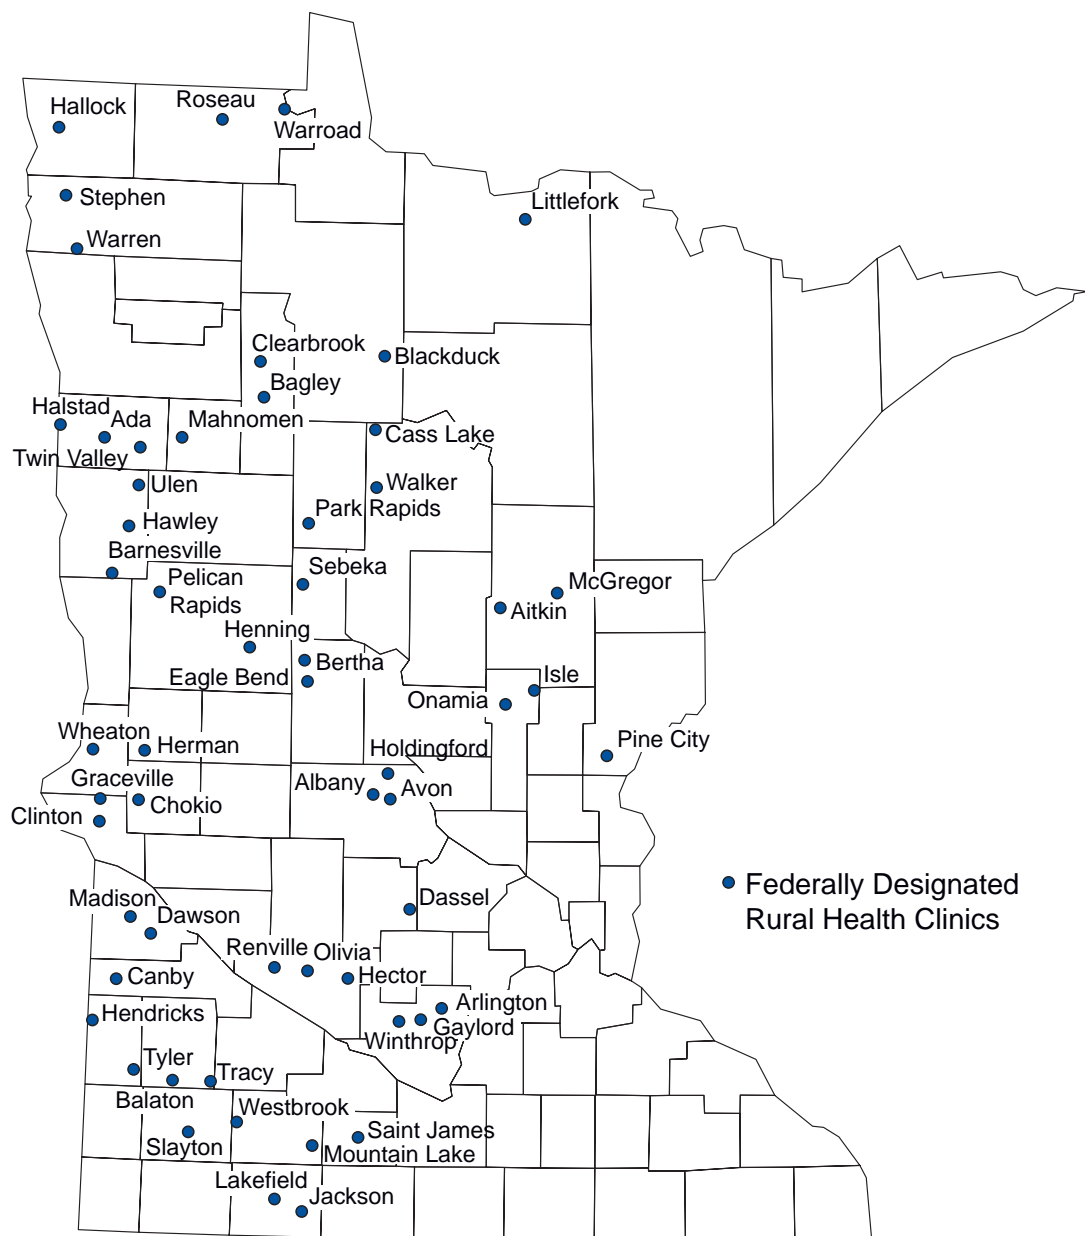 Hallock
Roseau
Warroad
Stephen
Littlefork
Warren
Clearbrook
Blackduck
Bagley
Halstad
Ada
Mahnomen
Cass Lake
Twin Valley
Ulen
Walker
Park Rapids
Hawley
Barnesville
Sebeka
Pelican
Rapids
McGregor
Aitkin
Henning
Bertha
Eagle Bend
Isle
Onamia
Wheaton
Herman
Holdingford
Pine City
Graceville
Chokio
Albany
Avon
Clinton
Madison
Dawson
Dassel
Federally Designated
Rural Health Clinics
Renville
Olivia
Hector
Canby
Hendricks
Arlington
Gaylord
Winthrop
Tyler
Tracy
Balaton
Westbrook
Slayton
Saint James
Mountain Lake
Lakefield
Jackson